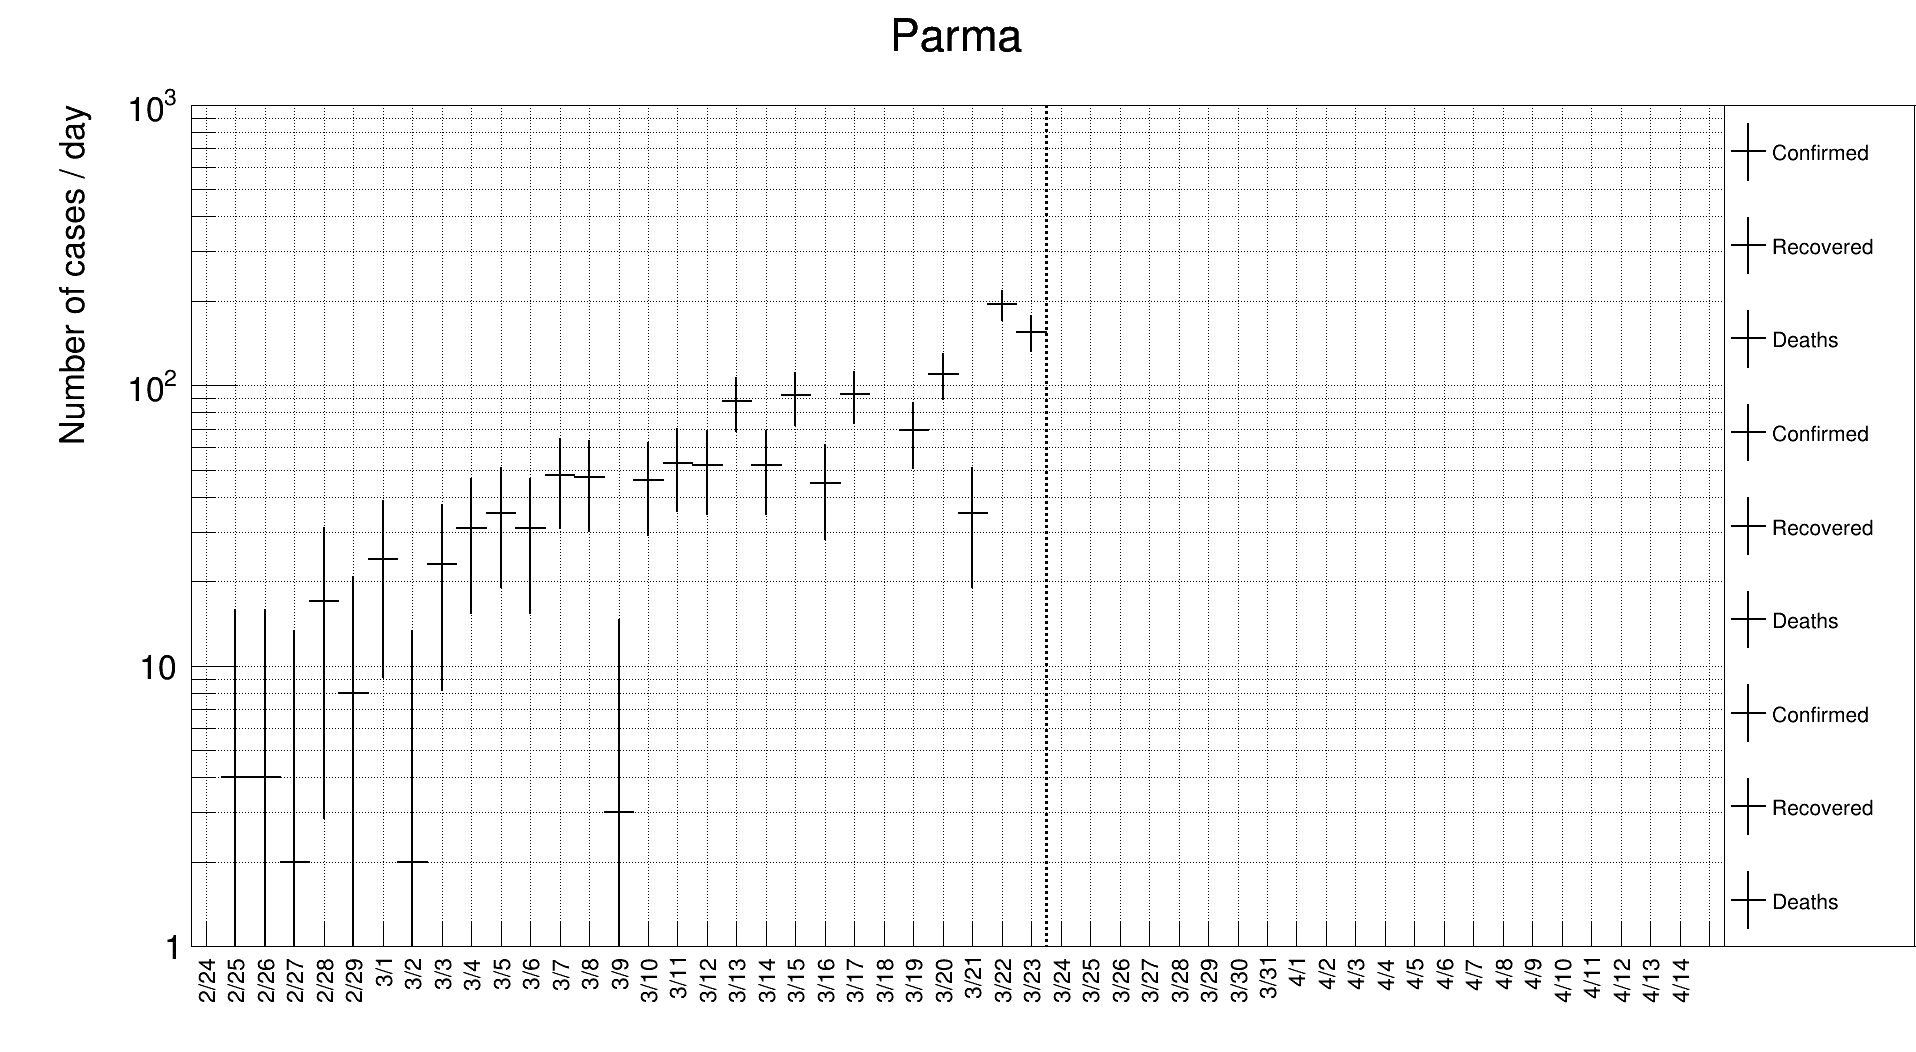 Parma
Number of cases / day
10³
10²
10
1
2/24 2/25 2/26 2/27 2/28 2/29 3/1 3/2 3/3 3/4 3/5 3/6 3/7 3/8 3/9 3/10 3/11 3/12 3/13 3/14 3/15 3/16 3/17 3/18 3/19 3/20 3/21 3/22 3/23 3/24 3/25 3/26 3/27 3/28 3/29 3/30 3/31 4/1 4/2 4/3 4/4 4/5 4/6 4/7 4/8 4/9 4/10 4/11 4/12 4/13 4/14
Confirmed
Recovered
Deaths
Confirmed
Recovered
Deaths
Confirmed
Recovered
Deaths